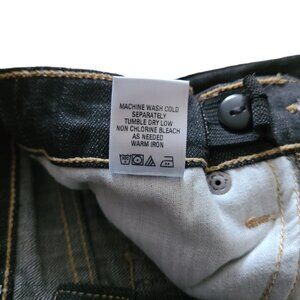 MACHINE WASH COLD
SEPARATELY
TUMBLE DRY LOW
NON CHLORINE BLEACH
AS NEEDED
WARM IRON